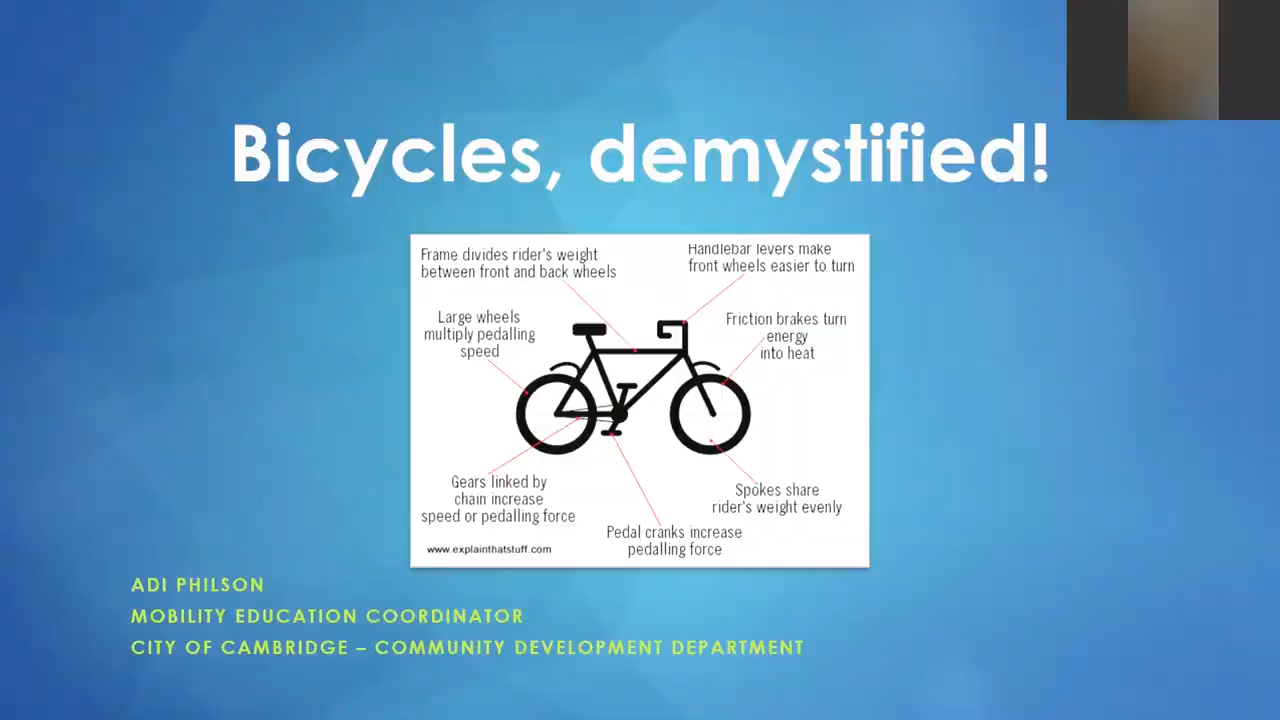 Bicycles, demystified!
Frame divides rider's weight
between front and back wheels
Handlebar levers make
front wheels easier to turn
Large wheels
multiply pedalling
speed
Friction brakes turn
energy
into heat
Gears linked by
chain increase
speed or pedalling force
Spokes share
rider's weight evenly
Pedal cranks increase
pedalling force
www.explainthatstuff.com
ADI PHILSON
MOBILITY EDUCATION COORDINATOR
CITY OF CAMBRIDGE – COMMUNITY DEVELOPMENT DEPARTMENT